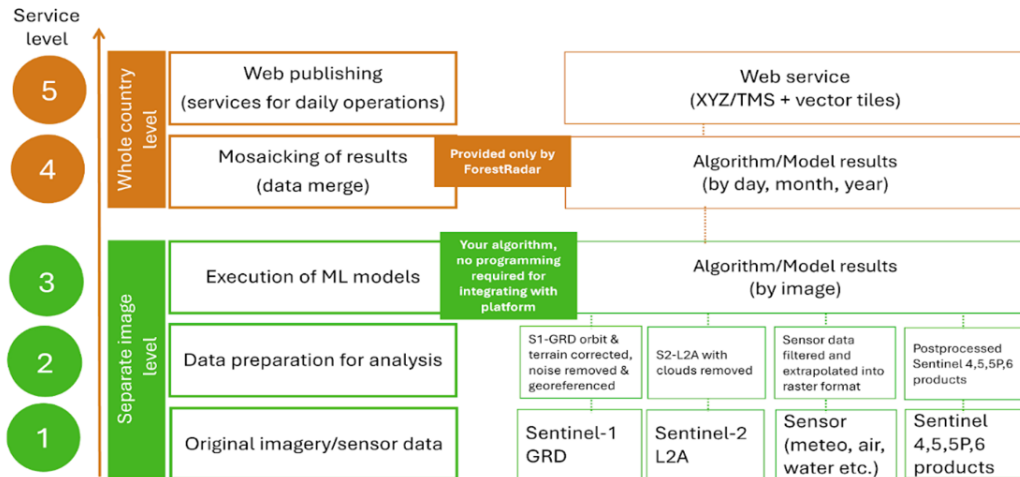 Service
level
5
Whole country
level
Web publishing
(services for daily operations)
Web service
(XYZ/TMS + vector tiles)
4
Mosaicking of results
(data merge)
Provided only by
ForestRadar
Algorithm/Model results
(by day, month, year)
3
Separate image
level
Execution of ML models
Your algorithm,
no programming
required for
integrating with
platform
Algorithm/Model results
(by image)
2
Data preparation for analysis
S1-GRD orbit &
terrain corrected,
noise removed &
georeferenced
S2-L2A with
clouds removed
Sensor data
filtered and
extrapolated into
raster format
Postprocessed
Sentinel 4,5,5P,6
products
1
Original imagery/sensor data
Sentinel-1
GRD
Sentinel-2
L2A
Sensor
(meteo, air,
water etc.)
Sentinel
4,5,5P,6
products